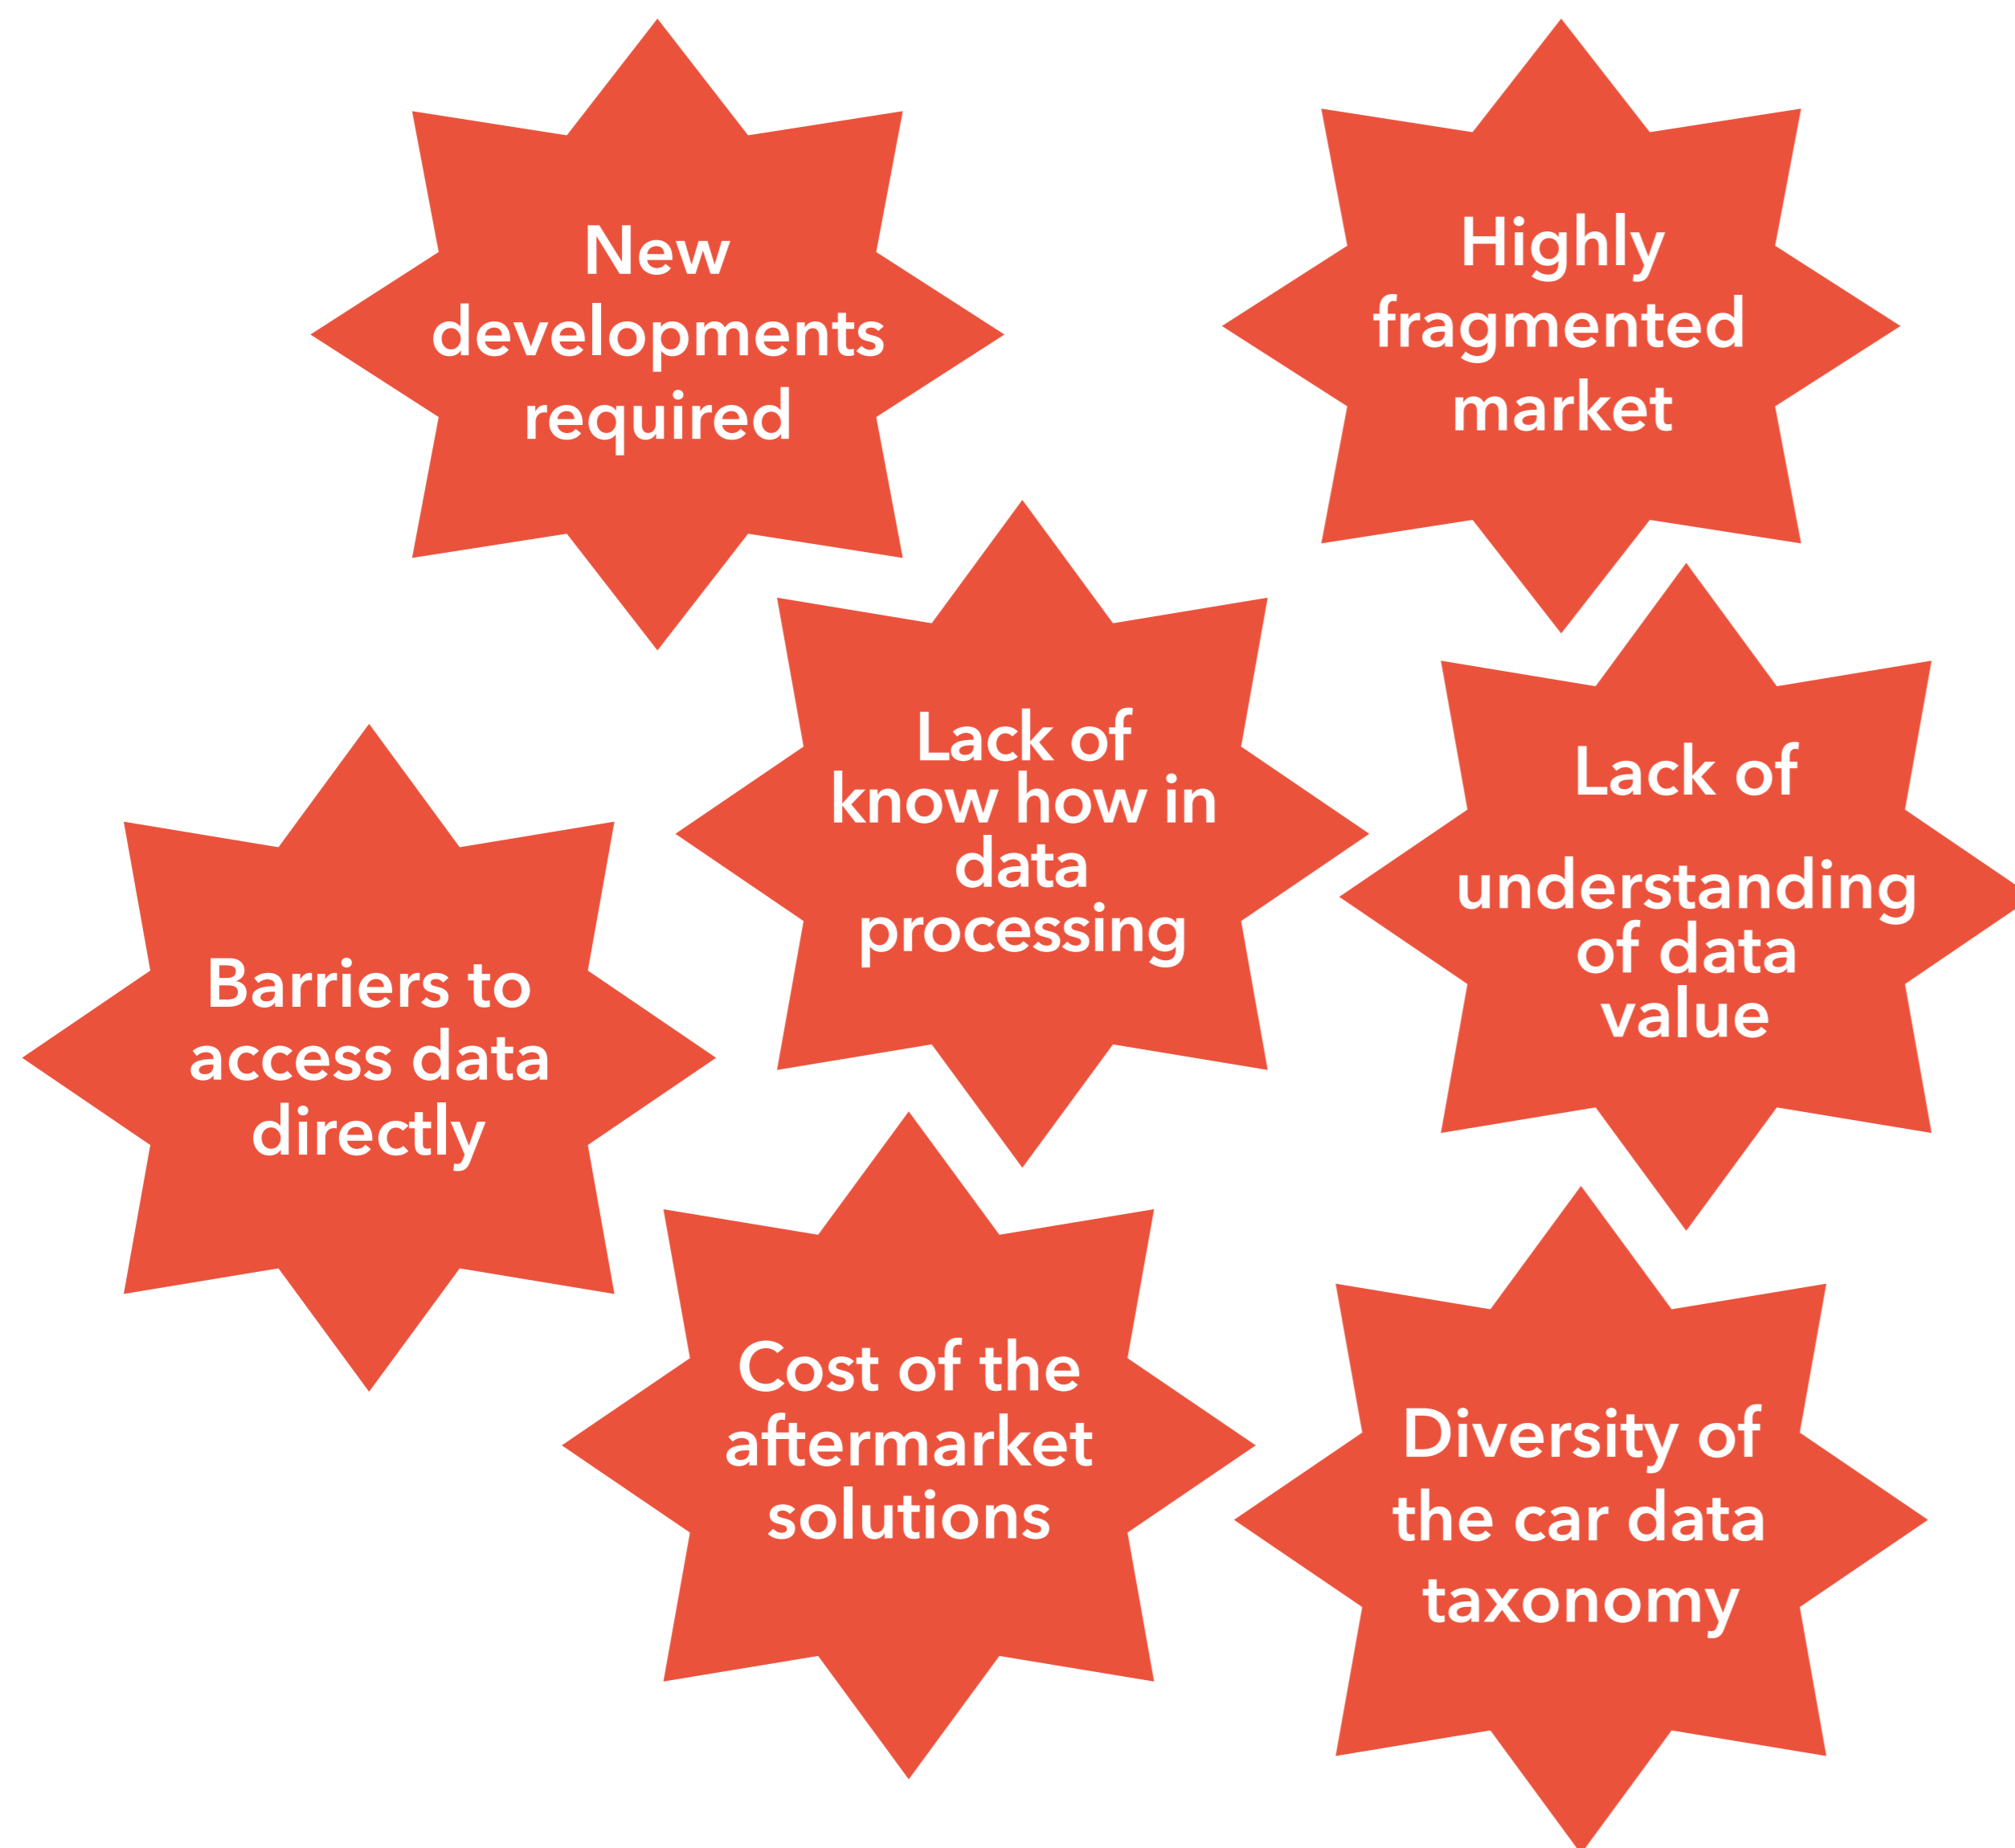 New
developments
required
Highly
fragmented
market
Lack of
know how in
data
processing
Lack of
understanding
of data
value
Barriers to
access data
directly
Cost of the
aftermarket
solutions
Diversity of
the car data
taxonomy